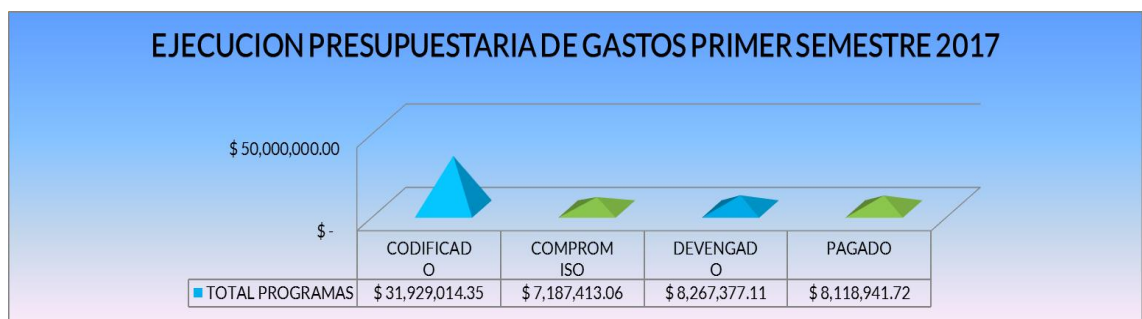 EJECUCION PRESUPUESTARIA DE GASTOS PRIMER SEMESTRE 2017
$ 50,000,000.00
$ -
CODIFICAD
O
COMPROM
ISO
DEVENGAD
O
PAGADO
TOTAL PROGRAMAS $ 31,929,014.35 $ 7,187,413.06 $ 8,267,377.11 $ 8,118,941.72